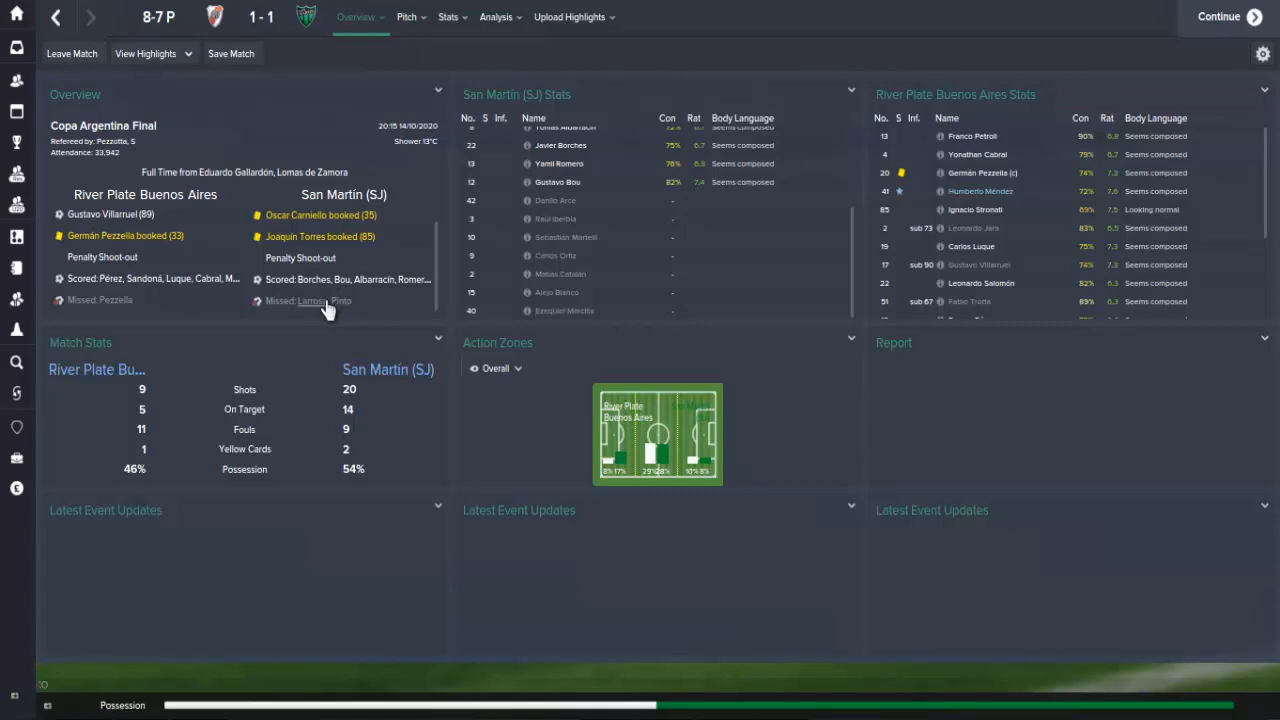 8-7 P
1 - 1
Overview
Pitch
Stats
Analysis
Upload Highlights
Continue
Leave Match
View Highlights
Save Match
Overview
Copa Argentina Final
20:15 14/10/2020
Refereed by: Pezzotta, S
Shower 13°C
Attendance: 33,942
Full Time from Eduardo Gallardón, Lomas de Zamora
River Plate Buenos Aires
San Martín (SJ)
Gustavo Villarruel (89)
Oscar Carniello booked (35)
Germán Pezzella booked (33)
Joaquín Torres booked (85)
Penalty Shoot-out
Penalty Shoot-out
Scored: Pérez, Sandoná, Luque, Cabral, M...
Scored: Borches, Bou, Albarracín, Romer...
Missed: Pezzella
Missed: Larrosa, Pinto
San Martín (SJ) Stats
No. S Inf. Name Con Rat Body Language
8 Tomás Albarracín 72% 6.7 Seems composed
22 Javier Borches 75% 6.7 Seems composed
13 Yamil Romero 76% 6.3 Seems composed
12 Gustavo Bou 82% 7.4 Seems composed
42 Danilo Arce -
3 Raúl Iberbia -
10 Sebastián Martelli -
9 Carlos Ortiz -
2 Matías Catalán -
15 Alejo Bianco -
40 Ezequiel Mercilla
River Plate Buenos Aires Stats
No. S Inf. Name Con Rat Body Language
13 Franco Petroli 90% 6.8 Seems composed
4 Yonathan Cabral 79% 6.7 Seems composed
20 Germán Pezzella (c) 74% 7.3 Seems composed
41 Humberto Méndez 72% 7.6 Seems composed
85 Ignacio Stronati 69% 7.5 Looking normal
2 sub 73 Leonardo Jara 83% 6.5 Seems composed
19 Carlos Luque 75% 7.3 Seems composed
17 sub 90 Gustavo Villarruel 74% 7.3 Seems composed
22 Leonardo Salomón 82% 6.3 Seems composed
51 sub 67 Fabio Trotta 89% 6.3 Seems composed
Match Stats
River Plate Bu...
San Martín (SJ)
9 Shots 20
5 On Target 14
11 Fouls 9
1 Yellow Cards 2
46% Possession 54%
Action Zones
Overall
River Plate
Buenos Aires
San Martín
8% 17% 29% 28% 10% 8%
Report
Latest Event Updates
Latest Event Updates
Latest Event Updates
Possession